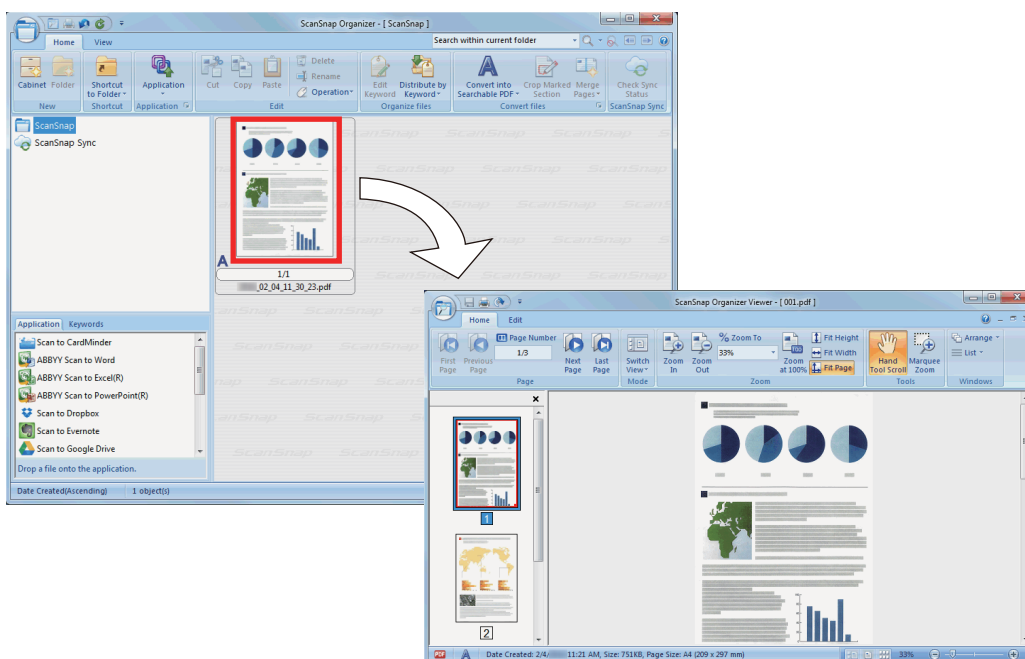 ScanSnap Organizer - [ ScanSnap ]
Home View
Search within current folder
Cabinet Folder
Shortcut to Folder
Application
Cut Copy Paste
Delete
Rename
Operation
Edit Keyword
Distribute by Keyword
Convert into Searchable PDF
Crop Marked Section
Merge Pages
Check Sync Status
New Shortcut Application Edit Organize files Convert files ScanSnap Sync
ScanSnap
ScanSnap Sync
A
1/1
_02_04_11_30_23.pdf
Application Keywords
Scan to CardMinder
ABBYY Scan to Word
ABBYY Scan to Excel(R)
ABBYY Scan to PowerPoint(R)
Scan to Dropbox
Scan to Evernote
Scan to Google Drive
Drop a file onto the application.
Date Created(Ascending) 1 object(s)
ScanSnap Organizer Viewer - [ 001.pdf ]
Home Edit
First Page
Previous Page
Page Number
1/3
Next Page
Last Page
Switch View
Zoom In
Zoom Out
% Zoom To
33%
Zoom at 100%
Fit Height
Fit Width
Fit Page
Hand Tool Scroll
Marquee Zoom
Arrange
List
Page Mode Zoom Tools Windows
1
2
Date Created: 2/4/ 11:21 AM, Size: 751KB, Page Size: A4 (209 x 297 mm)
33%